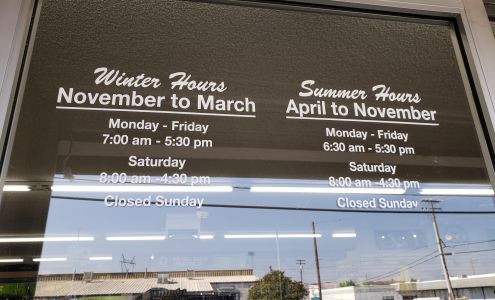 Winter Hours
November to March
Monday - Friday
7:00 am - 5:30 pm
Saturday
8:00 am -4:30 pm
Closed Sunday
Summer Hours
April to November
Monday - Friday
6:30 am - 5:30 pm
Saturday
8:00 am -4:30 pm
Closed Sunday